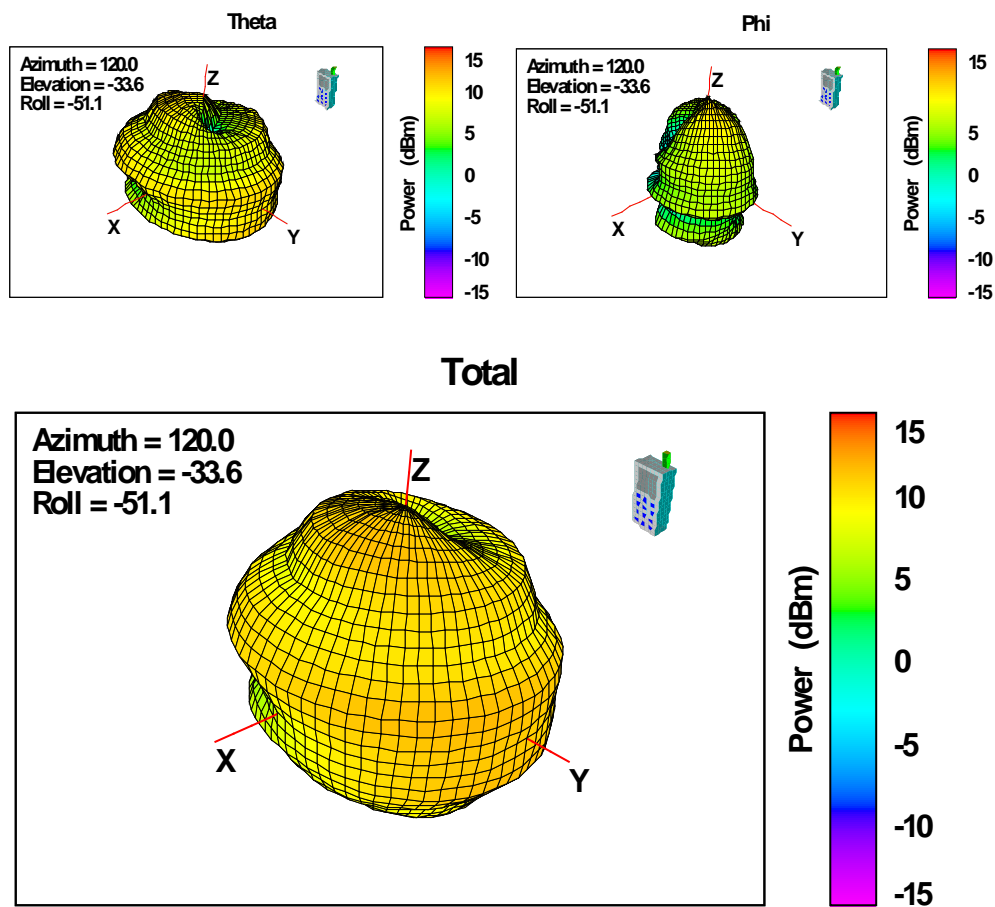 Theta
Azimuth = 120.0
Elevation = -33.6
Roll = -51.1
Z
X
Y
Power (dBm)
15
10
5
0
-5
-10
-15
Phi
Azimuth = 120.0
Elevation = -33.6
Roll = -51.1
Z
X
Y
Power (dBm)
15
10
5
0
-5
-10
-15
Total
Azimuth = 120.0
Elevation = -33.6
Roll = -51.1
Z
X
Y
Power (dBm)
15
10
5
0
-5
-10
-15